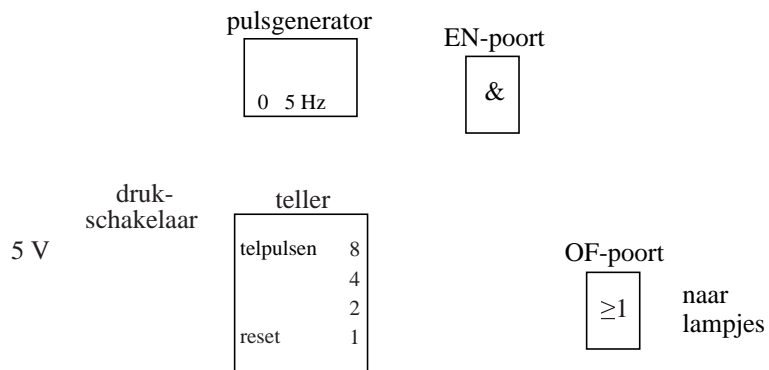 pulsgenerator
EN-poort
0 5 Hz
&
druk-
schakelaar
teller
5 V
telpulsen 8
4
2
reset 1
OF-poort
≥1
naar
lampjes